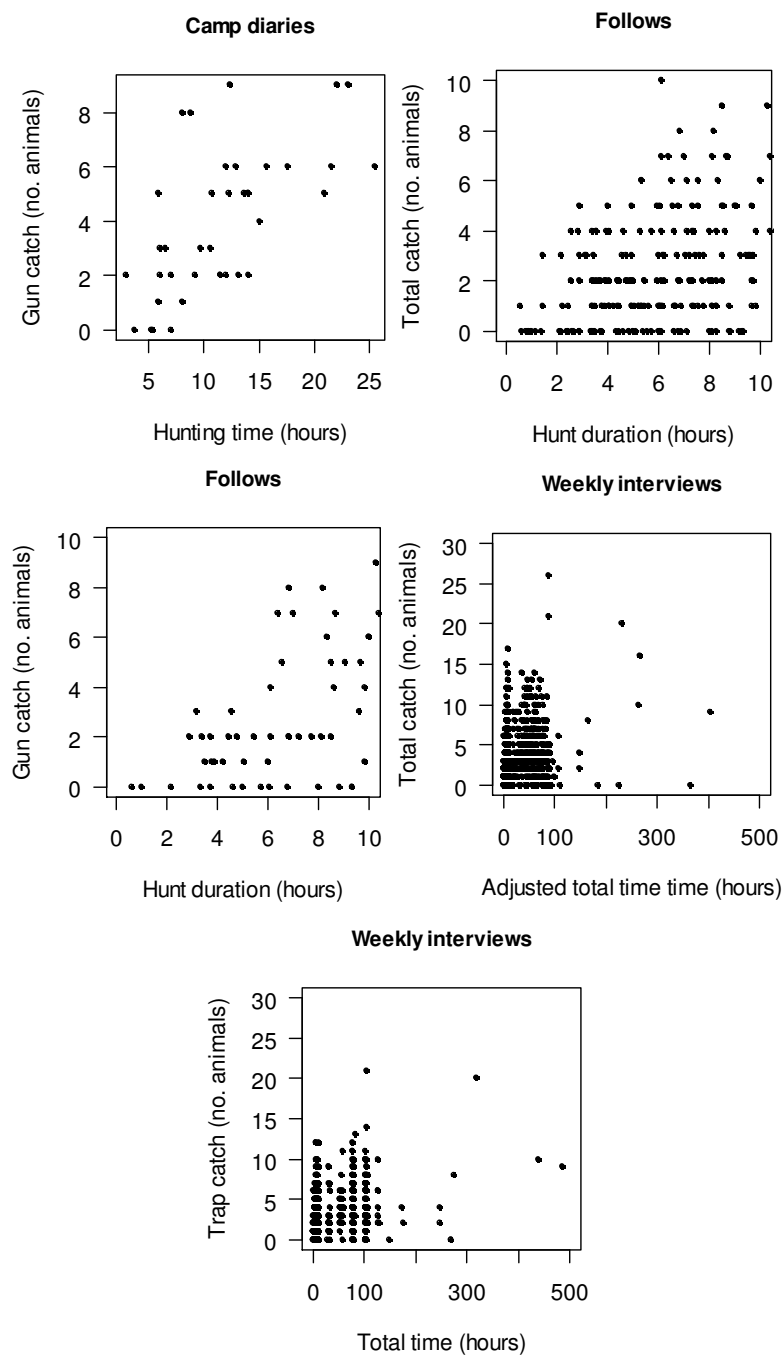 Camp diaries
Gun catch (no. animals)
8
6
4
2
0
5 10 15 20 25
Hunting time (hours)
Follows
Total catch (no. animals)
10
8
6
4
2
0
0 2 4 6 8 10
Hunt duration (hours)
Follows
Gun catch (no. animals)
10
8
6
4
2
0
0 2 4 6 8 10
Hunt duration (hours)
Weekly interviews
Total catch (no. animals)
30
25
20
15
10
5
0
0 100 300 500
Adjusted total time time (hours)
Weekly interviews
Trap catch (no. animals)
30
25
20
15
10
5
0
0 100 300 500
Total time (hours)